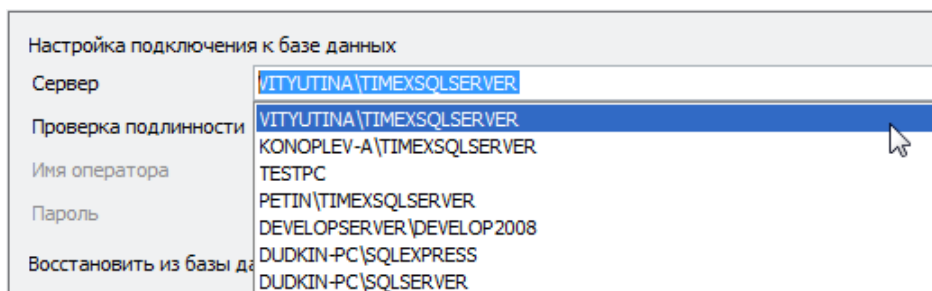 Настройка подключения к базе данных
Сервер VITYUTINA\TIMEXSQLSERVER
Проверка подлинности VITYUTINA\TIMEXSQLSERVER
KONOPLEV-A\TIMEXSQLSERVER
Имя оператора TESTPC
PETIN\TIMEXSQLSERVER
Пароль
DEVELOPSERVER\DEVELOP2008
Восстановить из базы да DUDKIN-PC\SQLEXPRESS
DUDKIN-PC\SQLSERVER